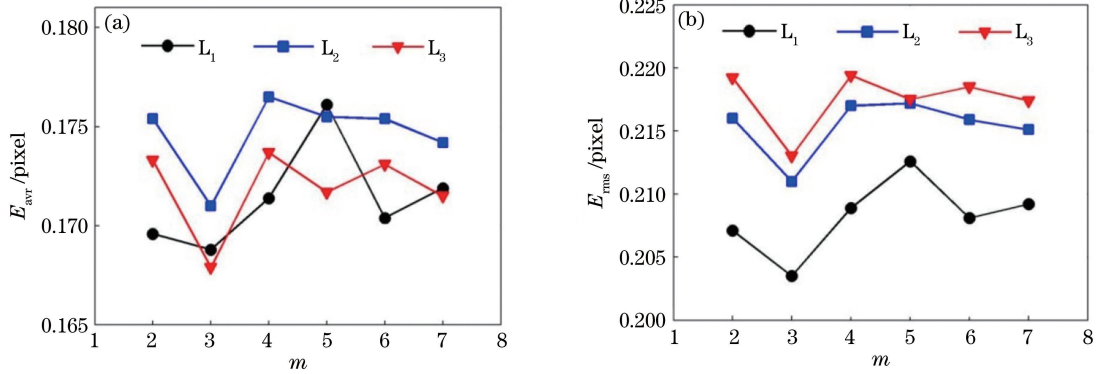 (a)
L₁ L₂ L₃
0.180
0.175
0.170
0.165
E_avr /pixel
1 2 3 4 5 6 7 8
m
(b)
L₁ L₂ L₃
0.225
0.220
0.215
0.210
0.205
0.200
E_rms /pixel
1 2 3 4 5 6 7 8
m